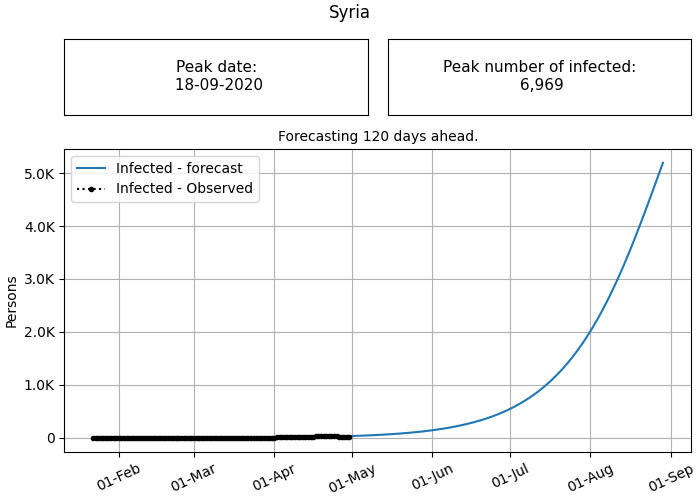 Syria
Peak date:
18-09-2020
Peak number of infected:
6,969
Forecasting 120 days ahead.
Infected - forecast
Infected - Observed
Persons
5.0K
4.0K
3.0K
2.0K
1.0K
0
01-Feb
01-Mar
01-Apr
01-May
01-Jun
01-Jul
01-Aug
01-Sep